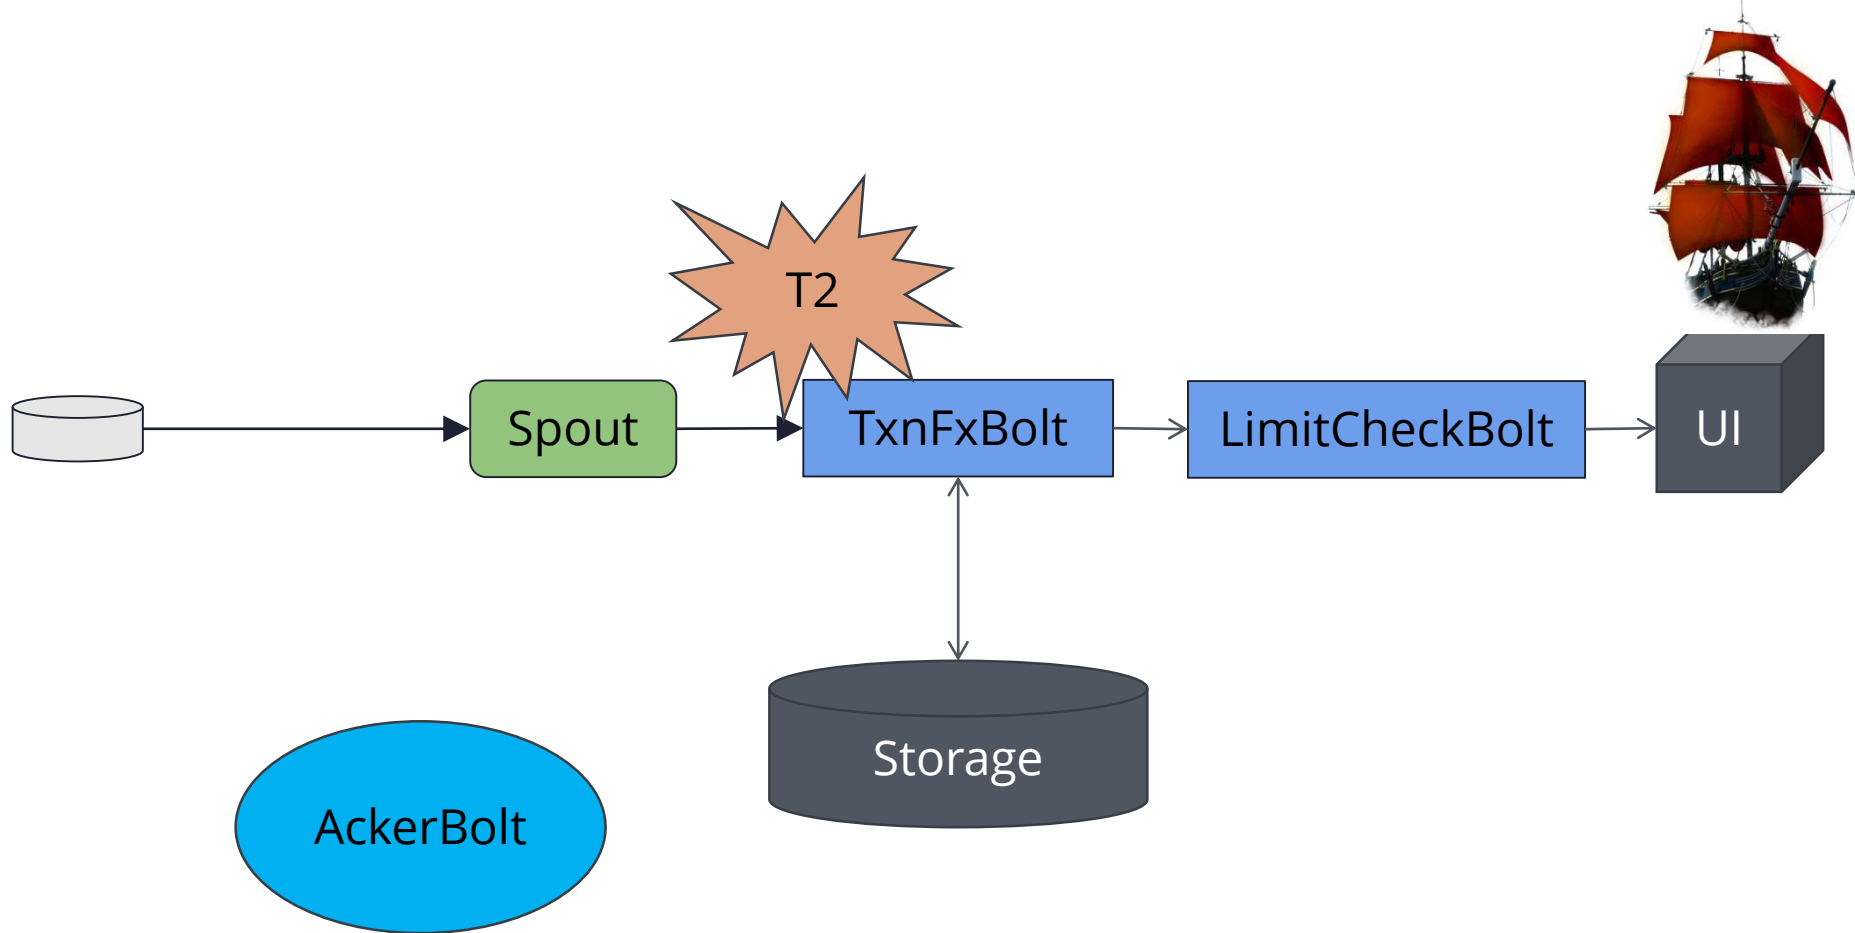 T2
Spout
TxnFxBolt
LimitCheckBolt
UI
Storage
AckerBolt